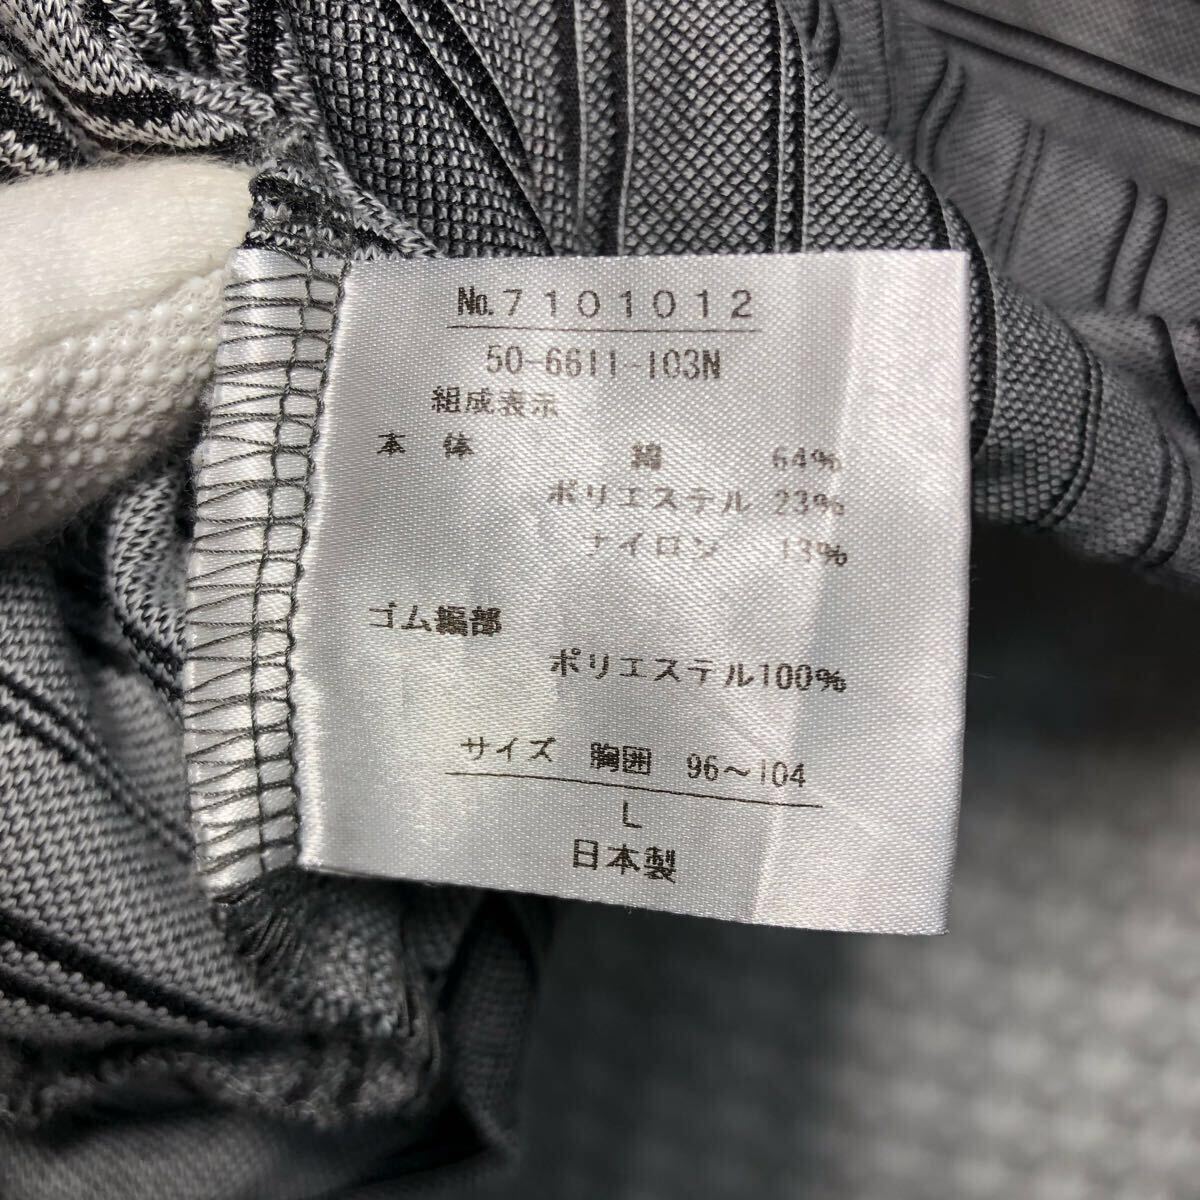 No.7101012
50-6611-103N
組成表示
本 体 綿 64%
ポリエステル 23%
ナイロン 13%
ゴム編部
ポリエステル100%
サイズ 胸囲 96~104
L
日本製